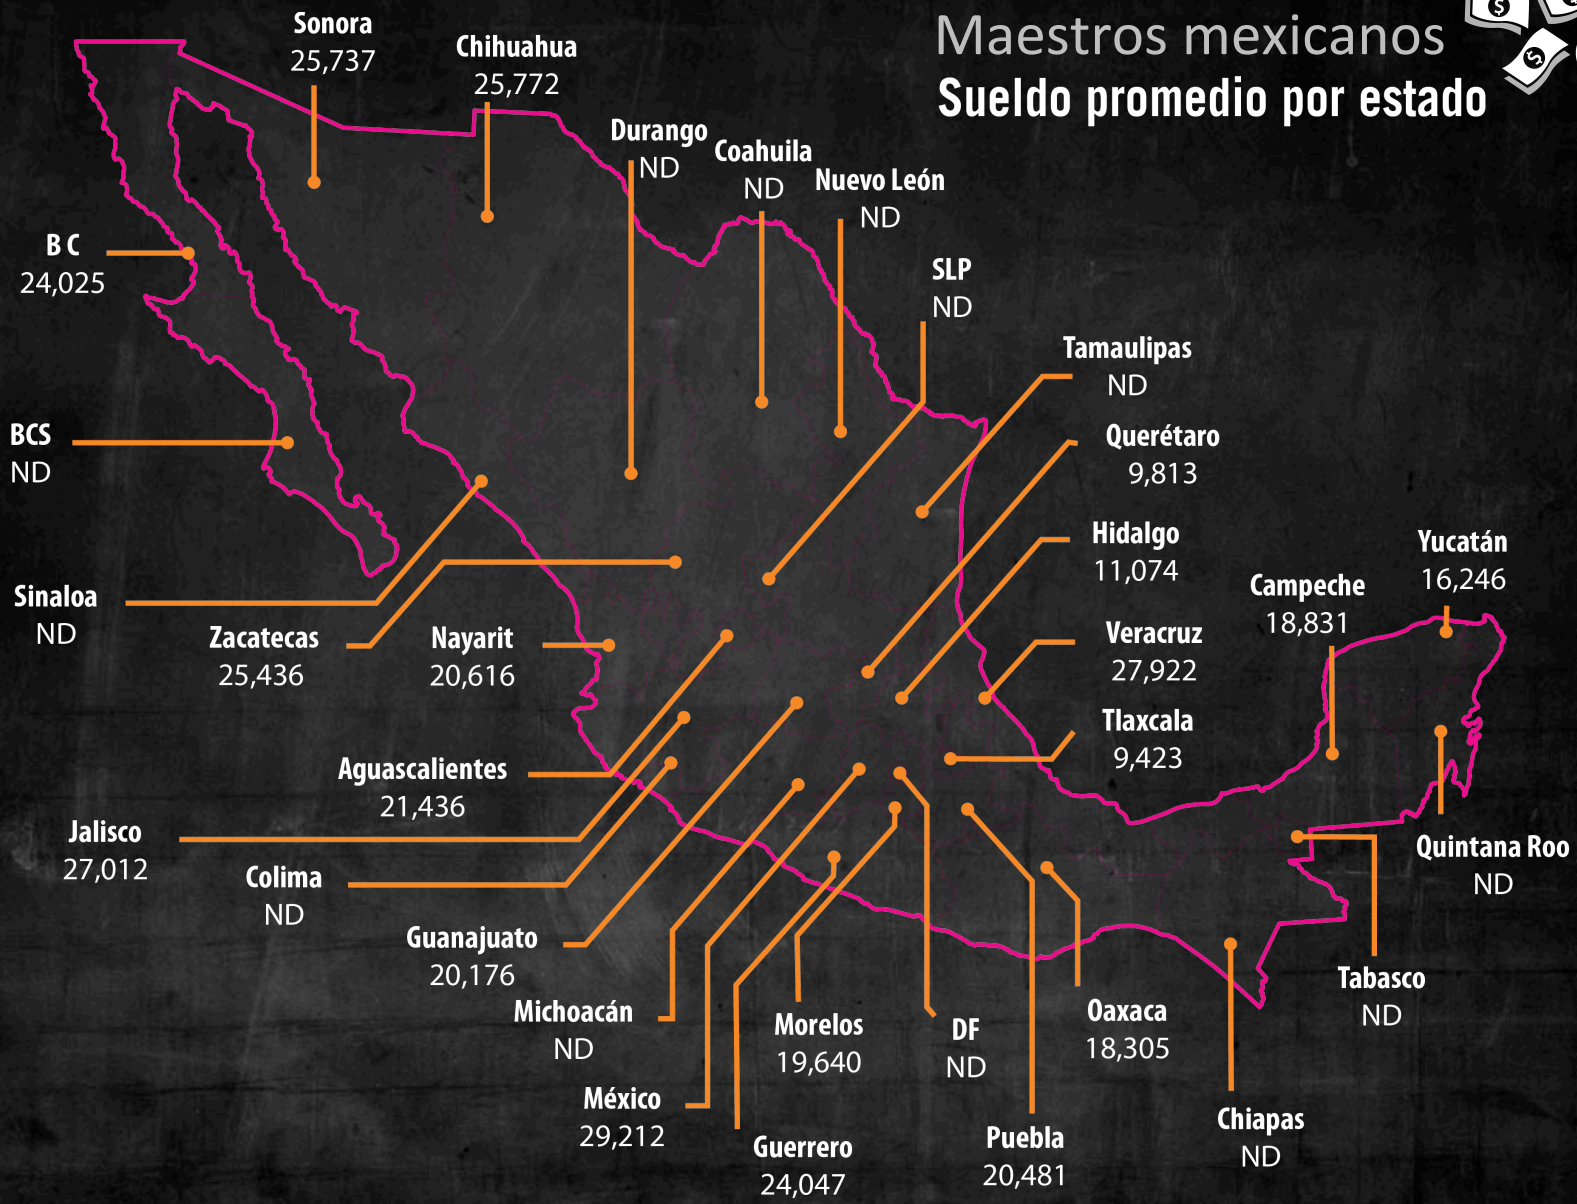 Maestros mexicanos
Sueldo promedio por estado
Sonora
25,737
Chihuahua
25,772
Durango
ND
Coahuila
ND
Nuevo León
ND
SLP
ND
Tamaulipas
ND
Querétaro
9,813
Hidalgo
11,074
Yucatán
16,246
Campeche
18,831
Veracruz
27,922
Tlaxcala
9,423
B C
24,025
BCS
ND
Sinaloa
ND
Zacatecas
25,436
Nayarit
20,616
Aguascalientes
21,436
Jalisco
27,012
Colima
ND
Guanajuato
20,176
Michoacán
ND
México
29,212
Guerrero
24,047
Morelos
19,640
DF
ND
Puebla
20,481
Oaxaca
18,305
Chiapas
ND
Tabasco
ND
Quintana Roo
ND
$
$